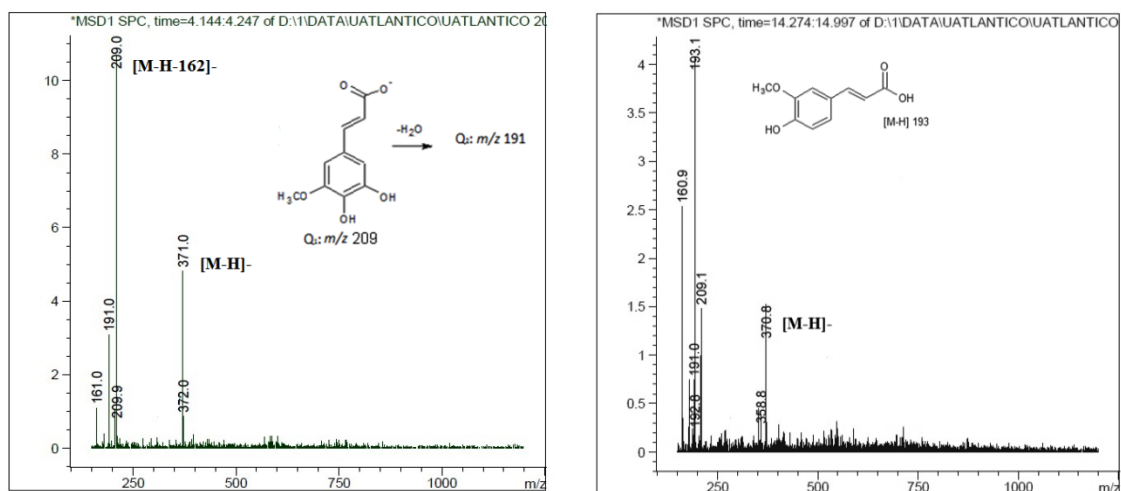 *MSD1 SPC, time=4.144:4.247 of D:\1\DATA\UATLANTICO\UATLANTICO 20
209.0
[M-H-162]-
10
O
O-
-H₂O
Q₃: m/z 191
8
H₃CO
OH
OH
6
Q₁: m/z 209
371.0
[M-H]-
4
191.0
2
161.0
209.9
372.0
0
250
500
750
1000
m/z
*MSD1 SPC, time=14.274:14.997 of D:\1\DATA\UATLANTICO\UATLANTICO
193.1
4
O
H₃CO
OH
HO
[M-H] 193
3.5
3
160.9
2.5
2
209.1
1.5
370.8
[M-H]-
1
191.0
358.8
192.0
0.5
0
250
500
750
1000
m/z